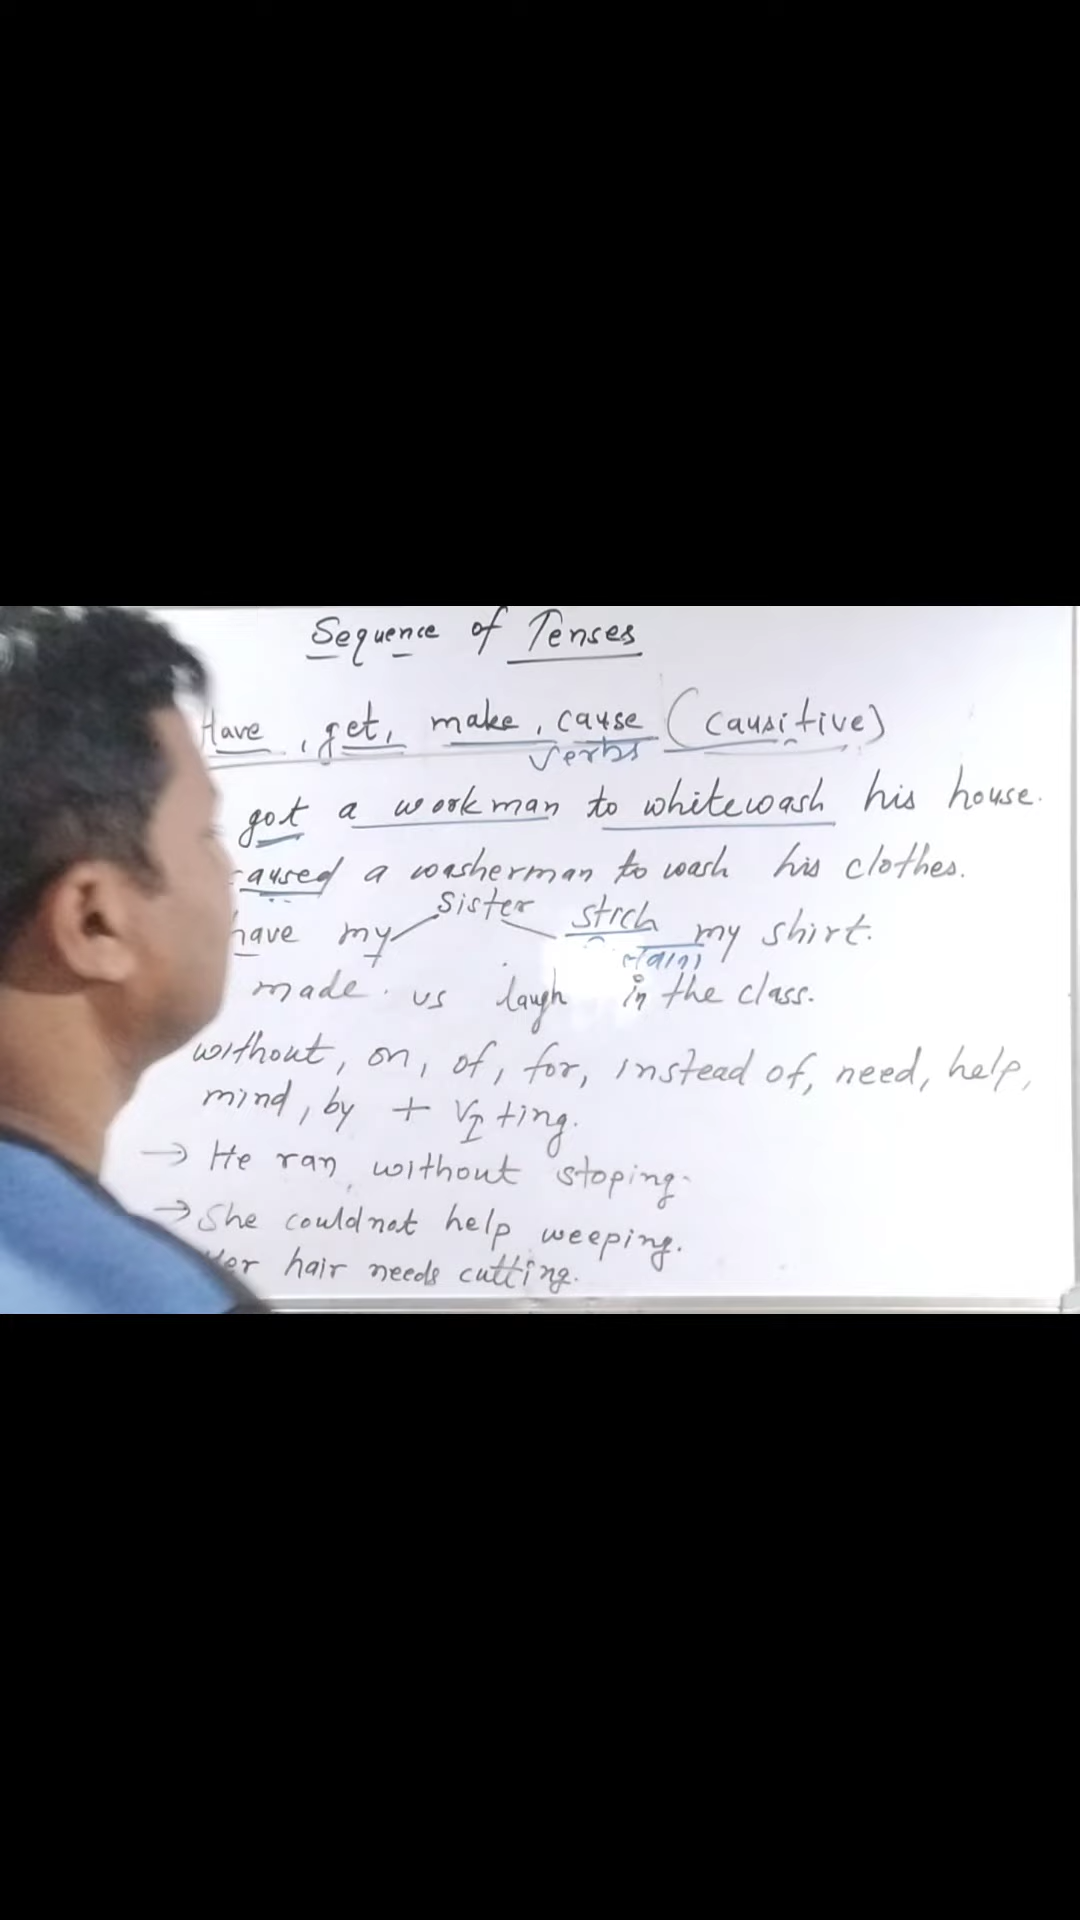 Sequence of Tenses
Have, get, make, cause (causitive)
Verbs
got a workman to whitewash his house.
caused a washerman to wash his clothes.
sister
have my stich my shirt.
made us laugh in the class.
without, on, of, for, instead of, need, help,
mind, by + VI+ing.
→ He ran without stoping.
→ She couldnot help weeping.
Her hair needs cutting.